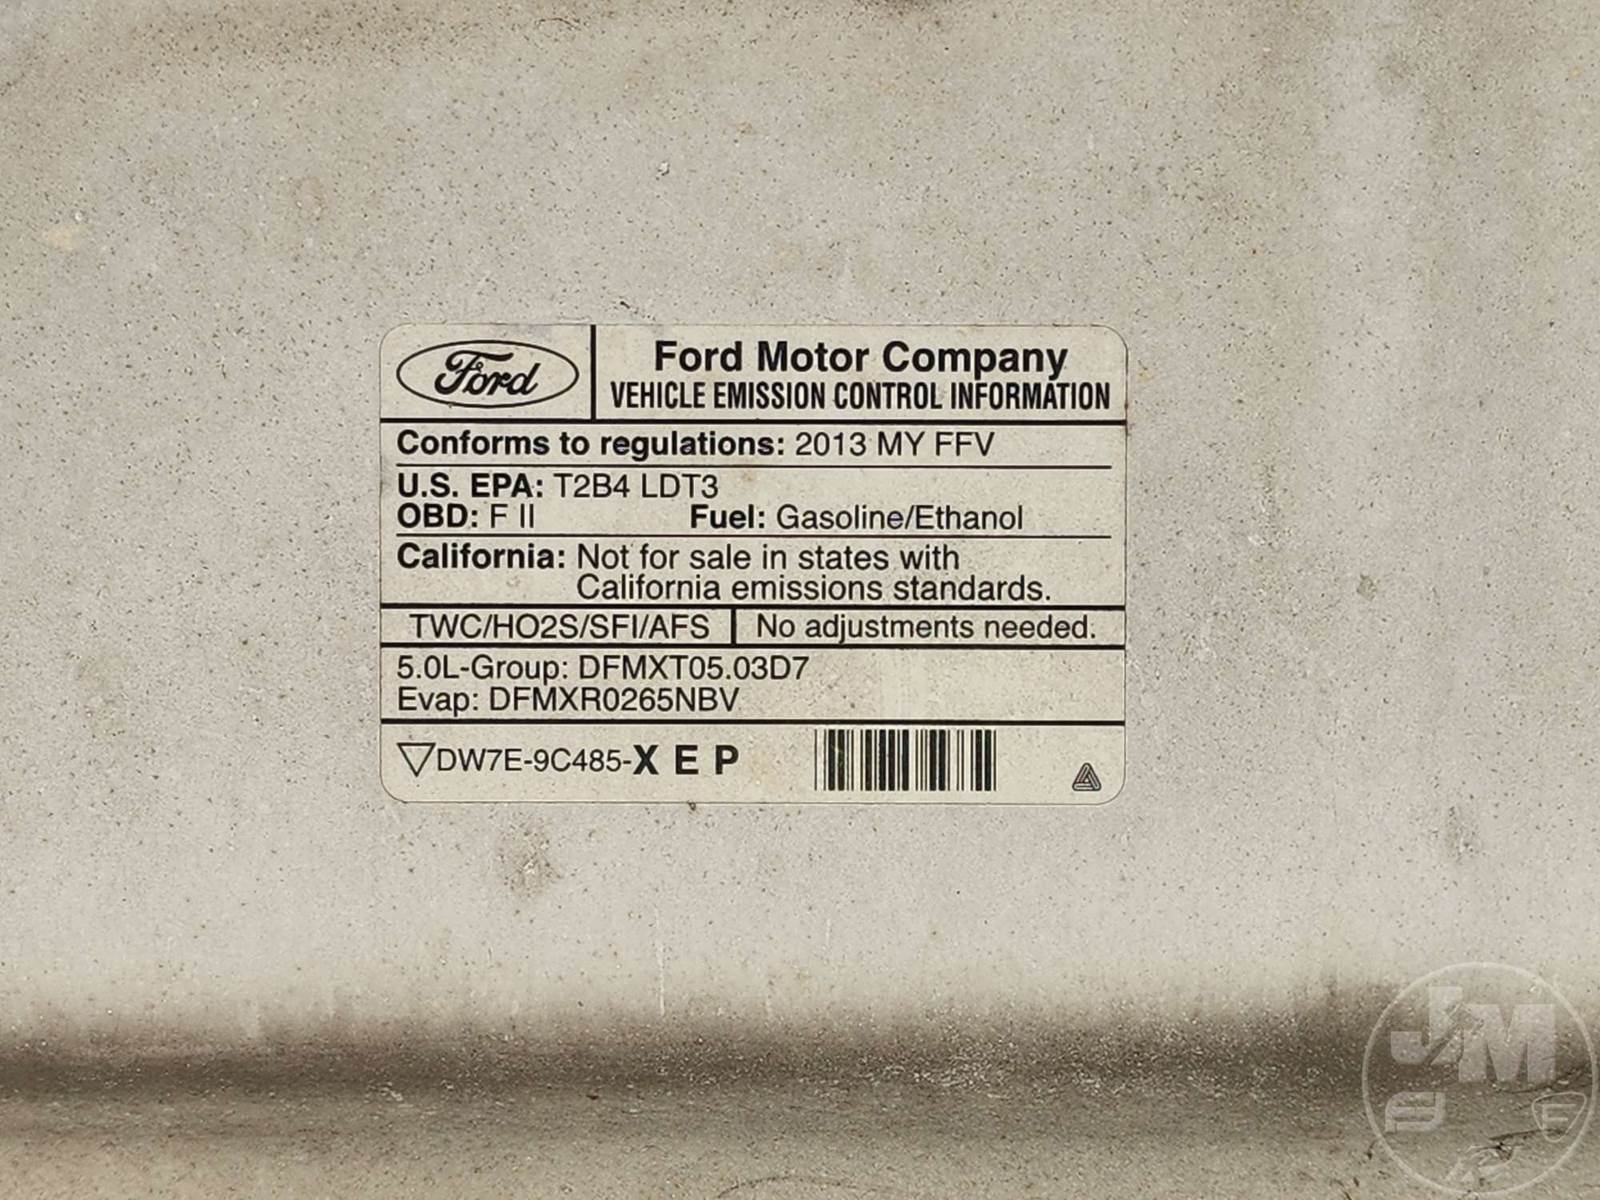 Ford
Ford Motor Company
VEHICLE EMISSION CONTROL INFORMATION
Conforms to regulations: 2013 MY FFV
U.S. EPA: T2B4 LDT3
OBD: F II Fuel: Gasoline/Ethanol
California: Not for sale in states with
California emissions standards.
TWC/HO2S/SFI/AFS No adjustments needed.
5.0L-Group: DFMXT05.03D7
Evap: DFMXR0265NBV
DW7E-9C485-X E P
J M